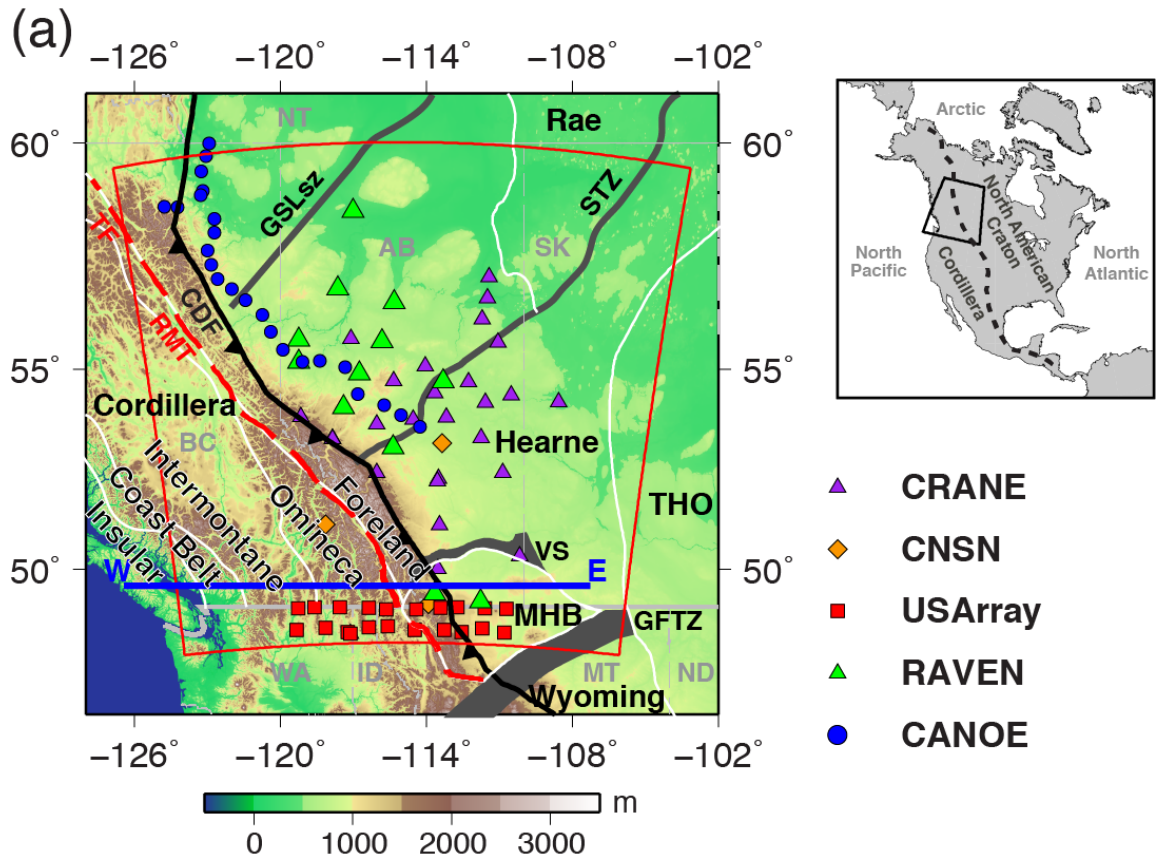 (a)
−126° −120° −114° −108° −102°
Arctic
NT
Rae
60° 60°
GSLsz
STZ
North American
Craton
TF
AB
SK
North
Pacific
North
Atlantic
Cordillera
CDF
RMT
55° 55°
Cordillera
BC
Hearne
Intermontane
Foreland
Coast Belt
Omineca
Insular
THO
VS
50° 50°
W E
MHB
GFTZ
WA ID MT ND
Wyoming
−126° −120° −114° −108° −102°
m
0 1000 2000 3000
CRANE
CNSN
USArray
RAVEN
CANOE